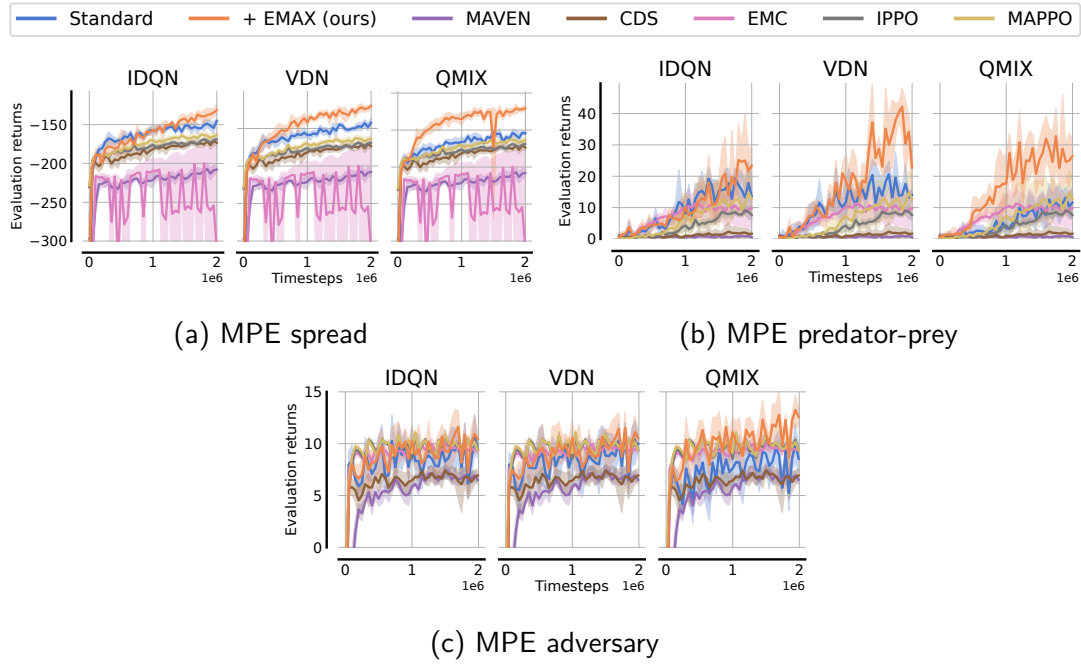 Standard + EMAX (ours) MAVEN CDS EMC IPPO MAPPO
IDQN VDN QMIX
Evaluation returns
−150
−200
−250
−300
0 1 2 0 1 2 0 1 2
1e6 Timesteps 1e6 1e6
(a) MPE spread
IDQN VDN QMIX
Evaluation returns
40
30
20
10
0
0 1 2 0 1 2 0 1 2
1e6 Timesteps 1e6 1e6
(b) MPE predator-prey
IDQN VDN QMIX
Evaluation returns
15
10
5
0
0 1 2 0 1 2 0 1 2
1e6 Timesteps 1e6 1e6
(c) MPE adversary